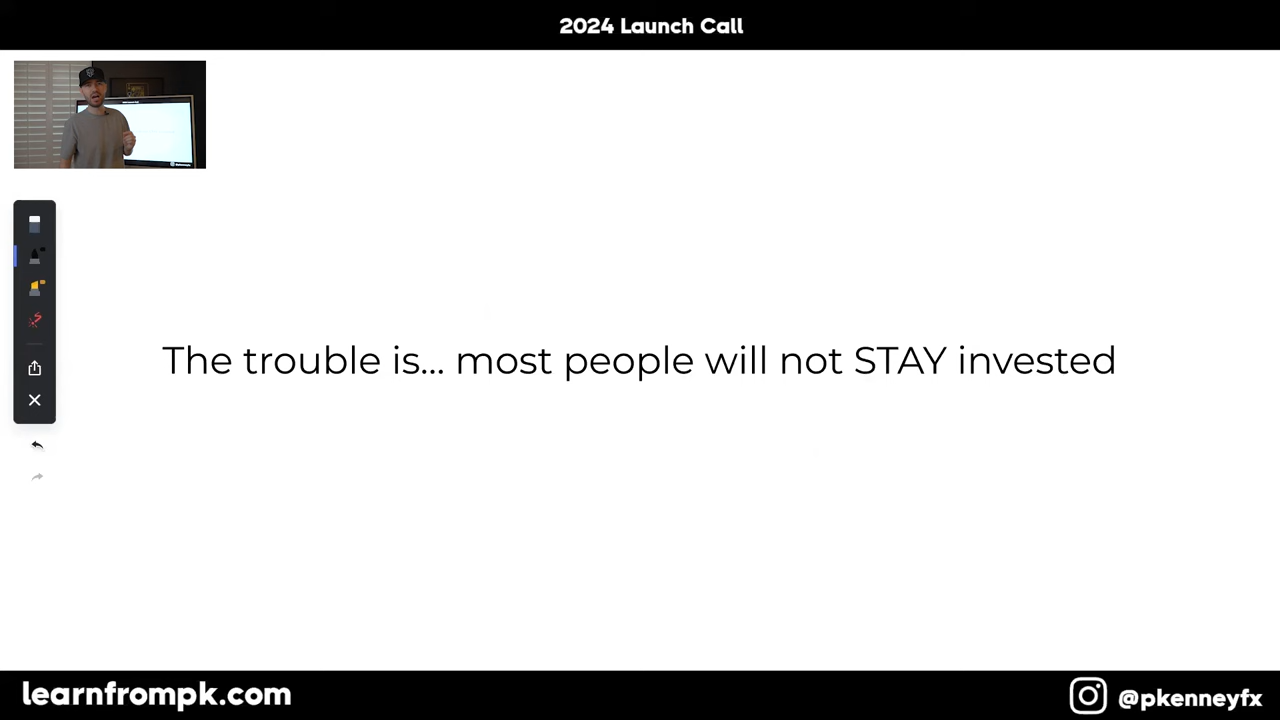 2024 Launch Call
The trouble is... most people will not STAY invested
learnfrompk.com
@pkenneyfx